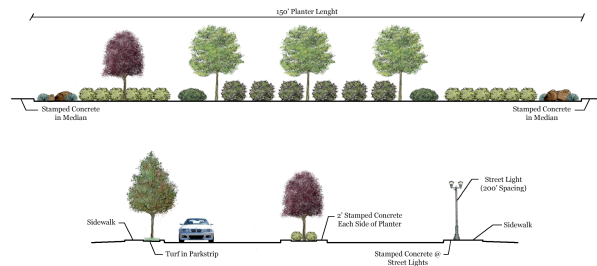 150' Planter Lenght
Stamped Concrete
in Median
Stamped Concrete
in Median
Street Light
(200' Spacing)
2' Stamped Concrete
Each Side of Planter
Sidewalk
Sidewalk
Turf in Parkstrip
Stamped Concrete @
Street Lights